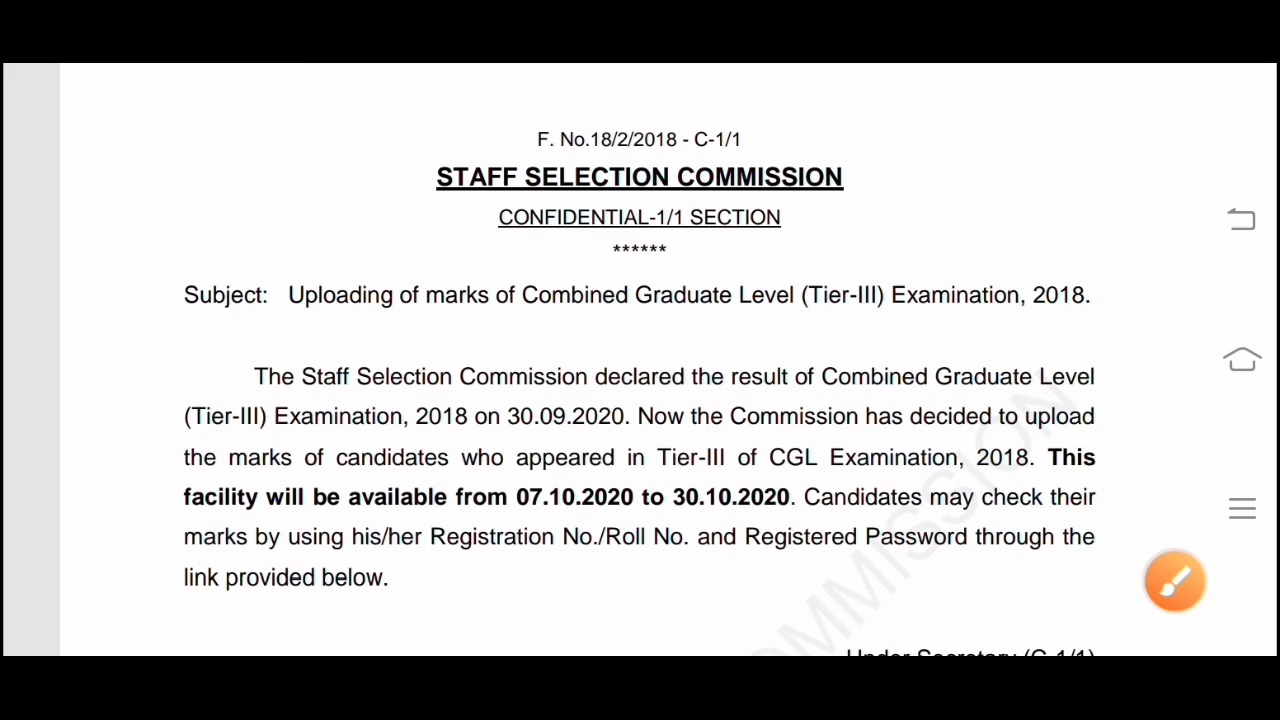 F. No.18/2/2018 - C-1/1
STAFF SELECTION COMMISSION
CONFIDENTIAL-1/1 SECTION
******
Subject: Uploading of marks of Combined Graduate Level (Tier-III) Examination, 2018.
The Staff Selection Commission declared the result of Combined Graduate Level
(Tier-III) Examination, 2018 on 30.09.2020. Now the Commission has decided to upload
the marks of candidates who appeared in Tier-III of CGL Examination, 2018. This
facility will be available from 07.10.2020 to 30.10.2020. Candidates may check their
marks by using his/her Registration No./Roll No. and Registered Password through the
link provided below.
OMMISSION
Under Secretary (C-1/1)